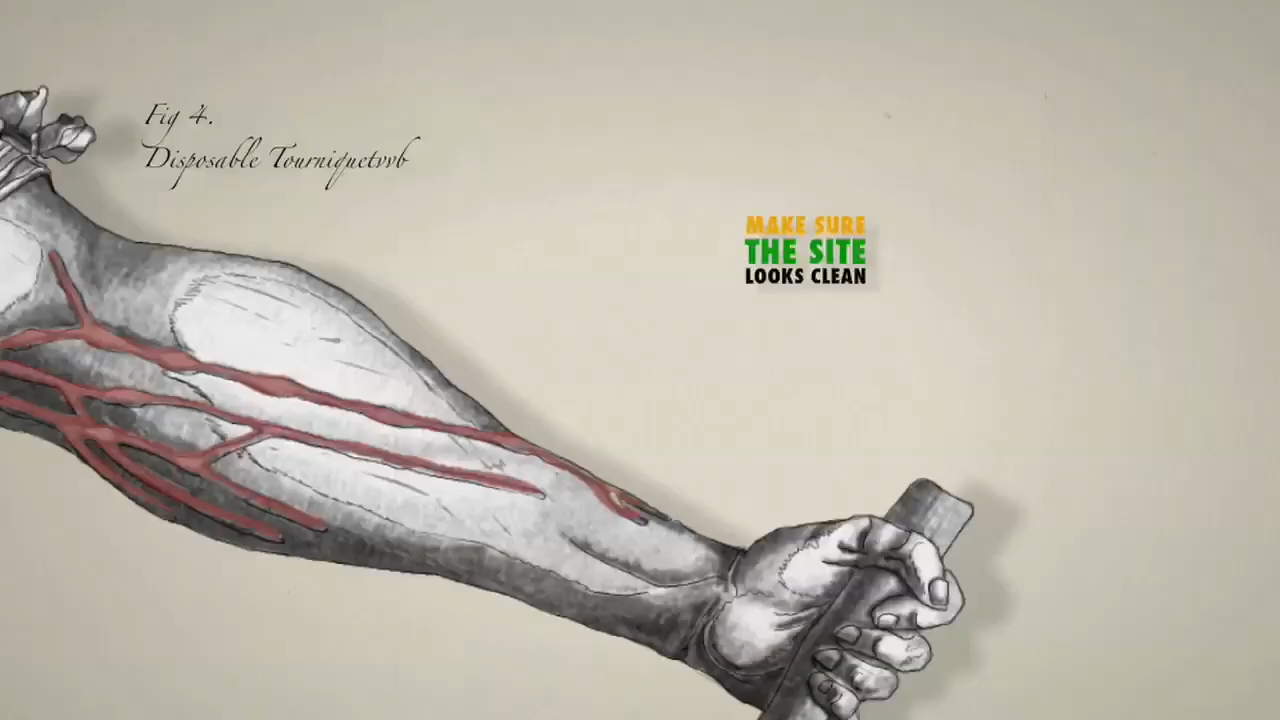 Fig 4.
Disposable Tourniquetvvb
MAKE SURE
THE SITE
LOOKS CLEAN